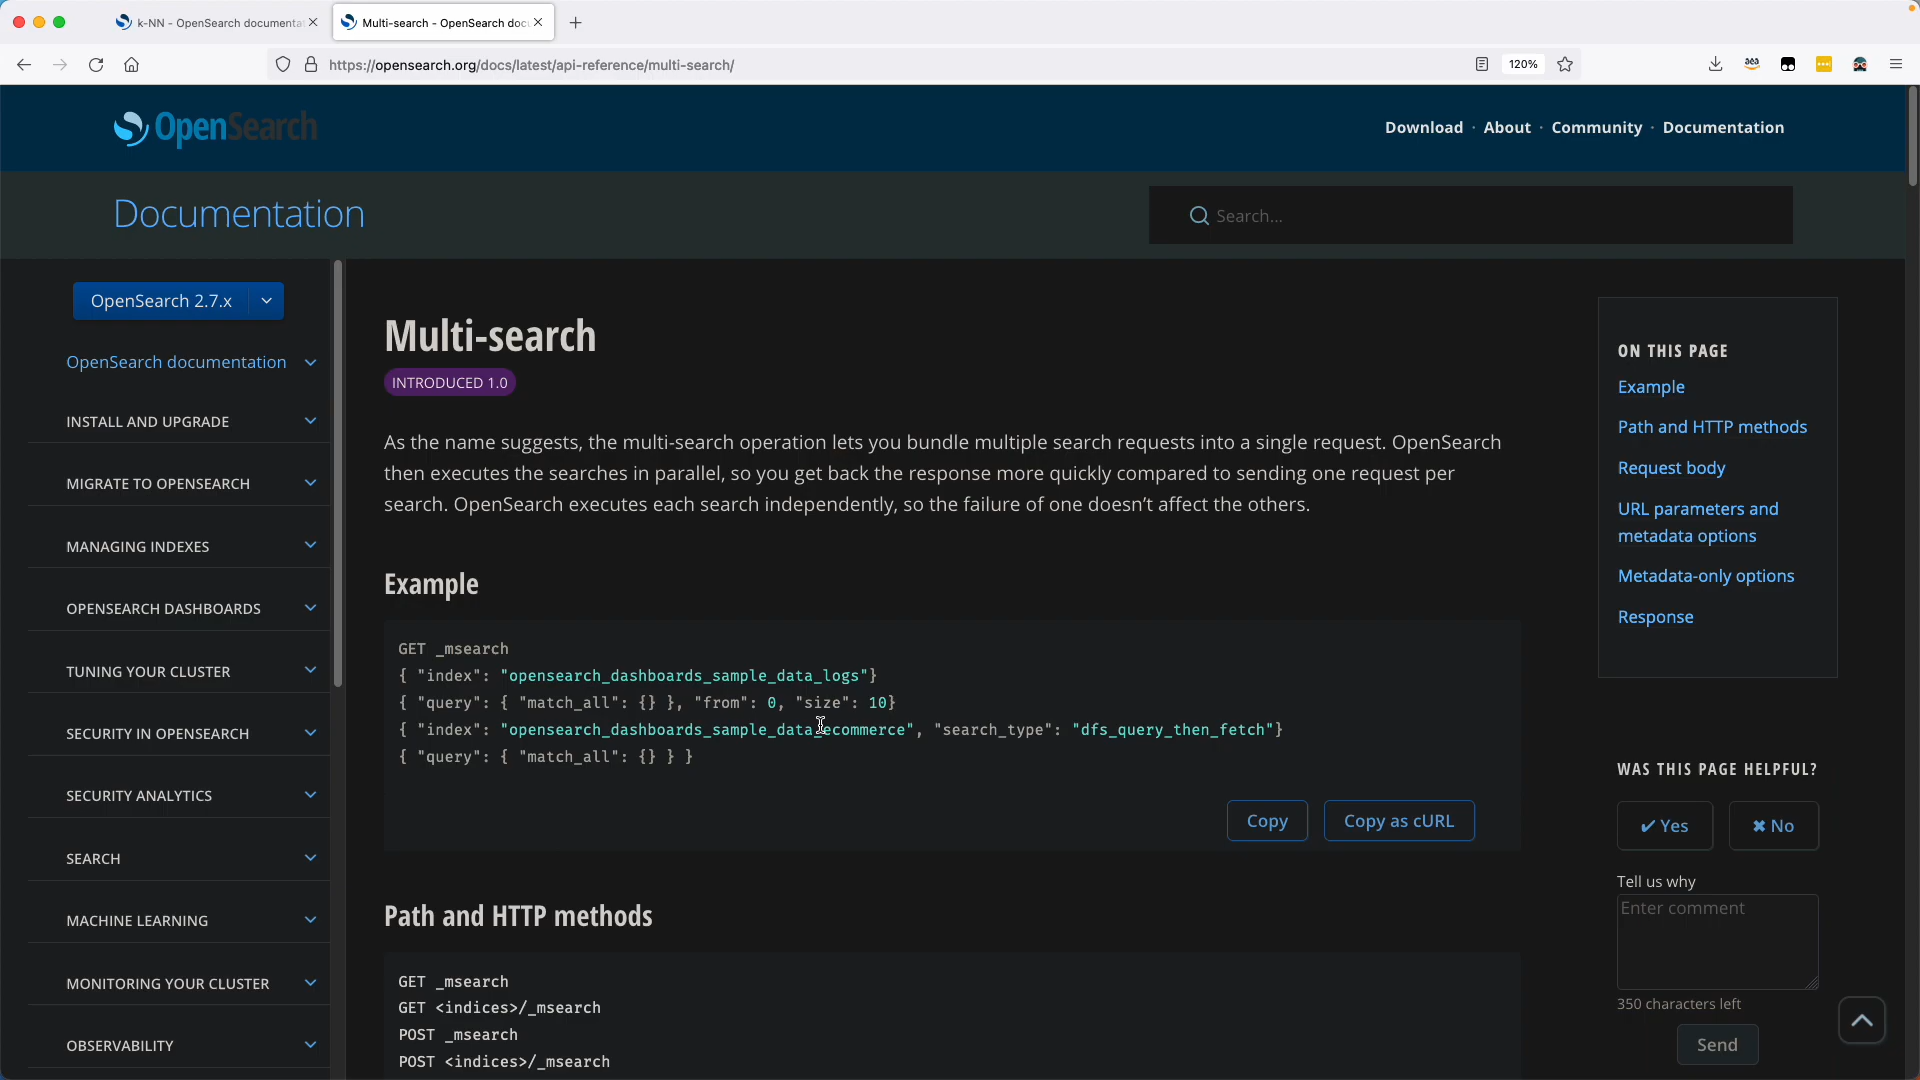 k-NN - OpenSearch documenta
Multi-search - OpenSearch doc
https://opensearch.org/docs/latest/api-reference/multi-search/
120%
OpenSearch
Download · About · Community · Documentation
Documentation
Search...
OpenSearch 2.7.x
OpenSearch documentation
INSTALL AND UPGRADE
MIGRATE TO OPENSEARCH
MANAGING INDEXES
OPENSEARCH DASHBOARDS
TUNING YOUR CLUSTER
SECURITY IN OPENSEARCH
SECURITY ANALYTICS
SEARCH
MACHINE LEARNING
MONITORING YOUR CLUSTER
OBSERVABILITY
Multi-search
INTRODUCED 1.0
As the name suggests, the multi-search operation lets you bundle multiple search requests into a single request. OpenSearch
then executes the searches in parallel, so you get back the response more quickly compared to sending one request per
search. OpenSearch executes each search independently, so the failure of one doesn’t affect the others.
Example
GET _msearch
{ "index": "opensearch_dashboards_sample_data_logs"}
{ "query": { "match_all": {} }, "from": 0, "size": 10}
{ "index": "opensearch_dashboards_sample_data_ecommerce", "search_type": "dfs_query_then_fetch"}
{ "query": { "match_all": {} } }
Copy
Copy as cURL
Path and HTTP methods
GET _msearch
GET <indices>/_msearch
POST _msearch
POST <indices>/_msearch
ON THIS PAGE
Example
Path and HTTP methods
Request body
URL parameters and
metadata options
Metadata-only options
Response
WAS THIS PAGE HELPFUL?
✔ Yes
✖ No
Tell us why
Enter comment
350 characters left
Send